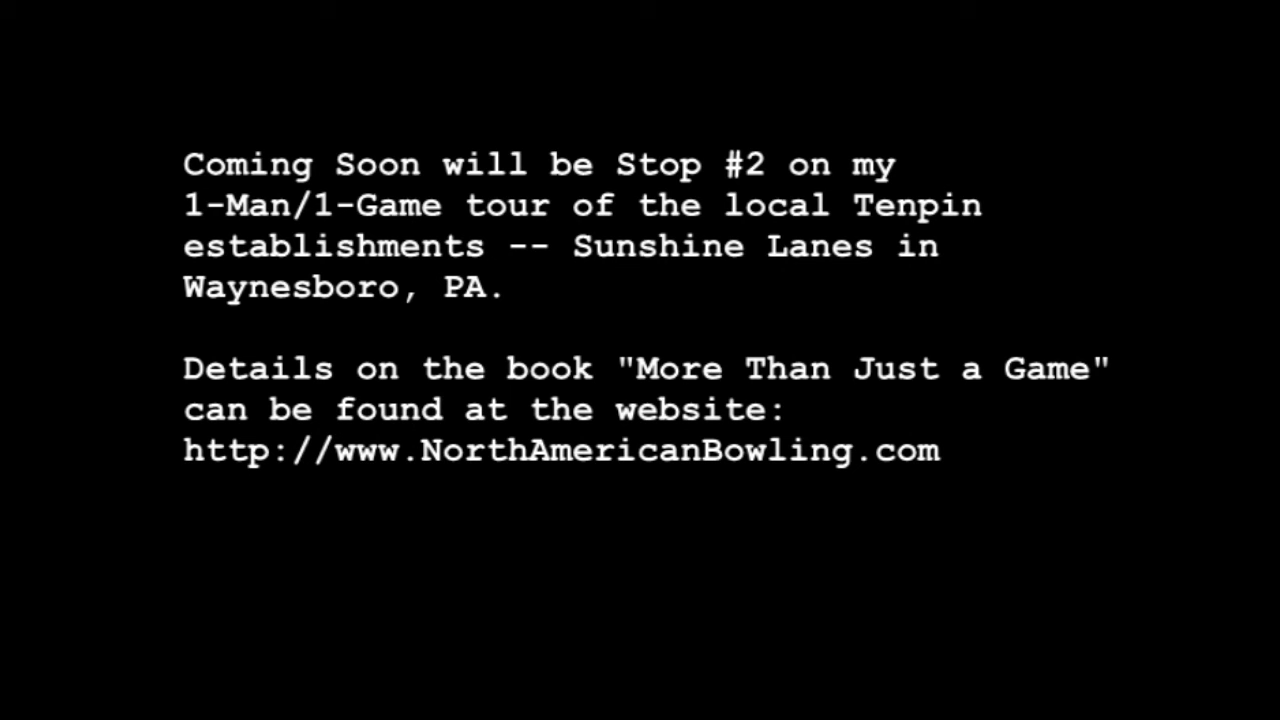 Coming Soon will be Stop #2 on my
1-Man/1-Game tour of the local Tenpin
establishments -- Sunshine Lanes in
Waynesboro, PA.
Details on the book "More Than Just a Game"
can be found at the website:
http://www.NorthAmericanBowling.com